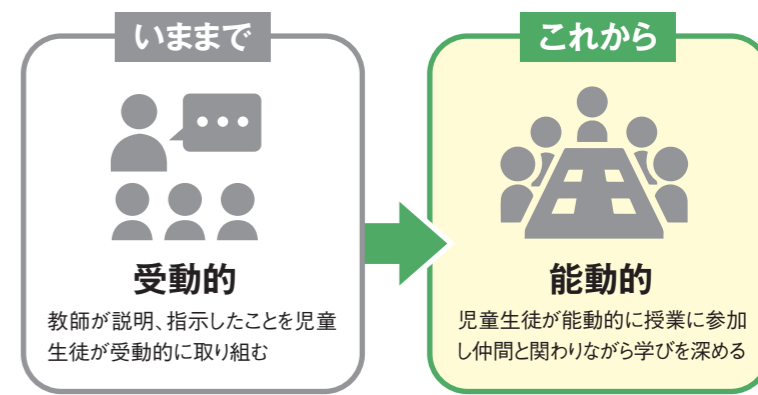 いままで
受動的
教師が説明、指示したことを児童
生徒が受動的に取り組む
これから
能動的
児童生徒が能動的に授業に参加
し仲間と関わりながら学びを深める